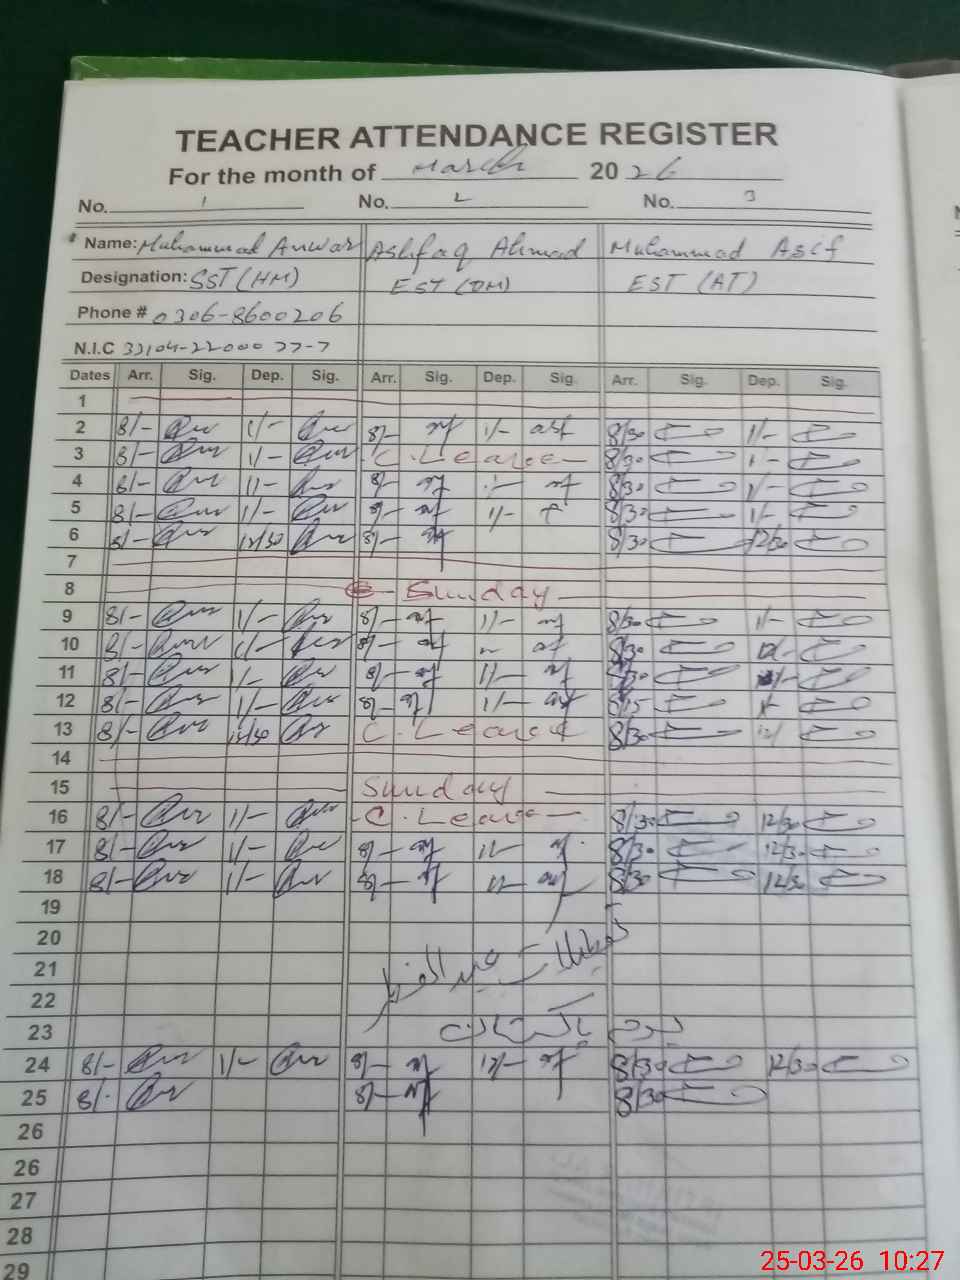 TEACHER ATTENDANCE REGISTER
For the month of March 2026
No. 1 No. 2 No. 3
Name: Muhammad Anwar Ashfaq Ahmad Muhammad Asif
Designation: SST (HM) EST (DM) EST (AT)
Phone # 0306-8600206
N.I.C
Dates Arr. Sig. Dep. Sig. Arr. Sig. Dep. Sig. Arr. Sig. Dep. Sig.
1
2 8/- 1/- 8/- 1/- 8/30 1/-
3 8/- 1/- C. Leave 8/30 1/-
4 8/- 1/- 8/- 8/30 1/-
5 8/- 1/- 8/- 1/- 8/30 1/-
6 8/- 12/30 8/- 8/30 12/30
7
8 Sunday
9 8/- 1/- 8/- 1/- 8/30 1/-
10 8/- 1/- 8/- 8/30
11 8/- 1/- 8/- 1/-
12 8/- 1/- 8/- 1/- 8/15
13 8/- 12/30 C. Leave 8/30 12/
14
15 Sunday
16 8/- 1/- C. Leave 8/30 12/30
17 8/- 1/- 8/- 8/30 12/30
18 8/- 1/- 8/- 8/30 12/30
19
20
21 تعطیلات عید الفطر
22
23 یوم پاکستان
24 8/- 1/- 8/- 12/- 8/30 12/30
25 8/- 8/- 8/30
26
26
27
28
29
25-03-26 10:27